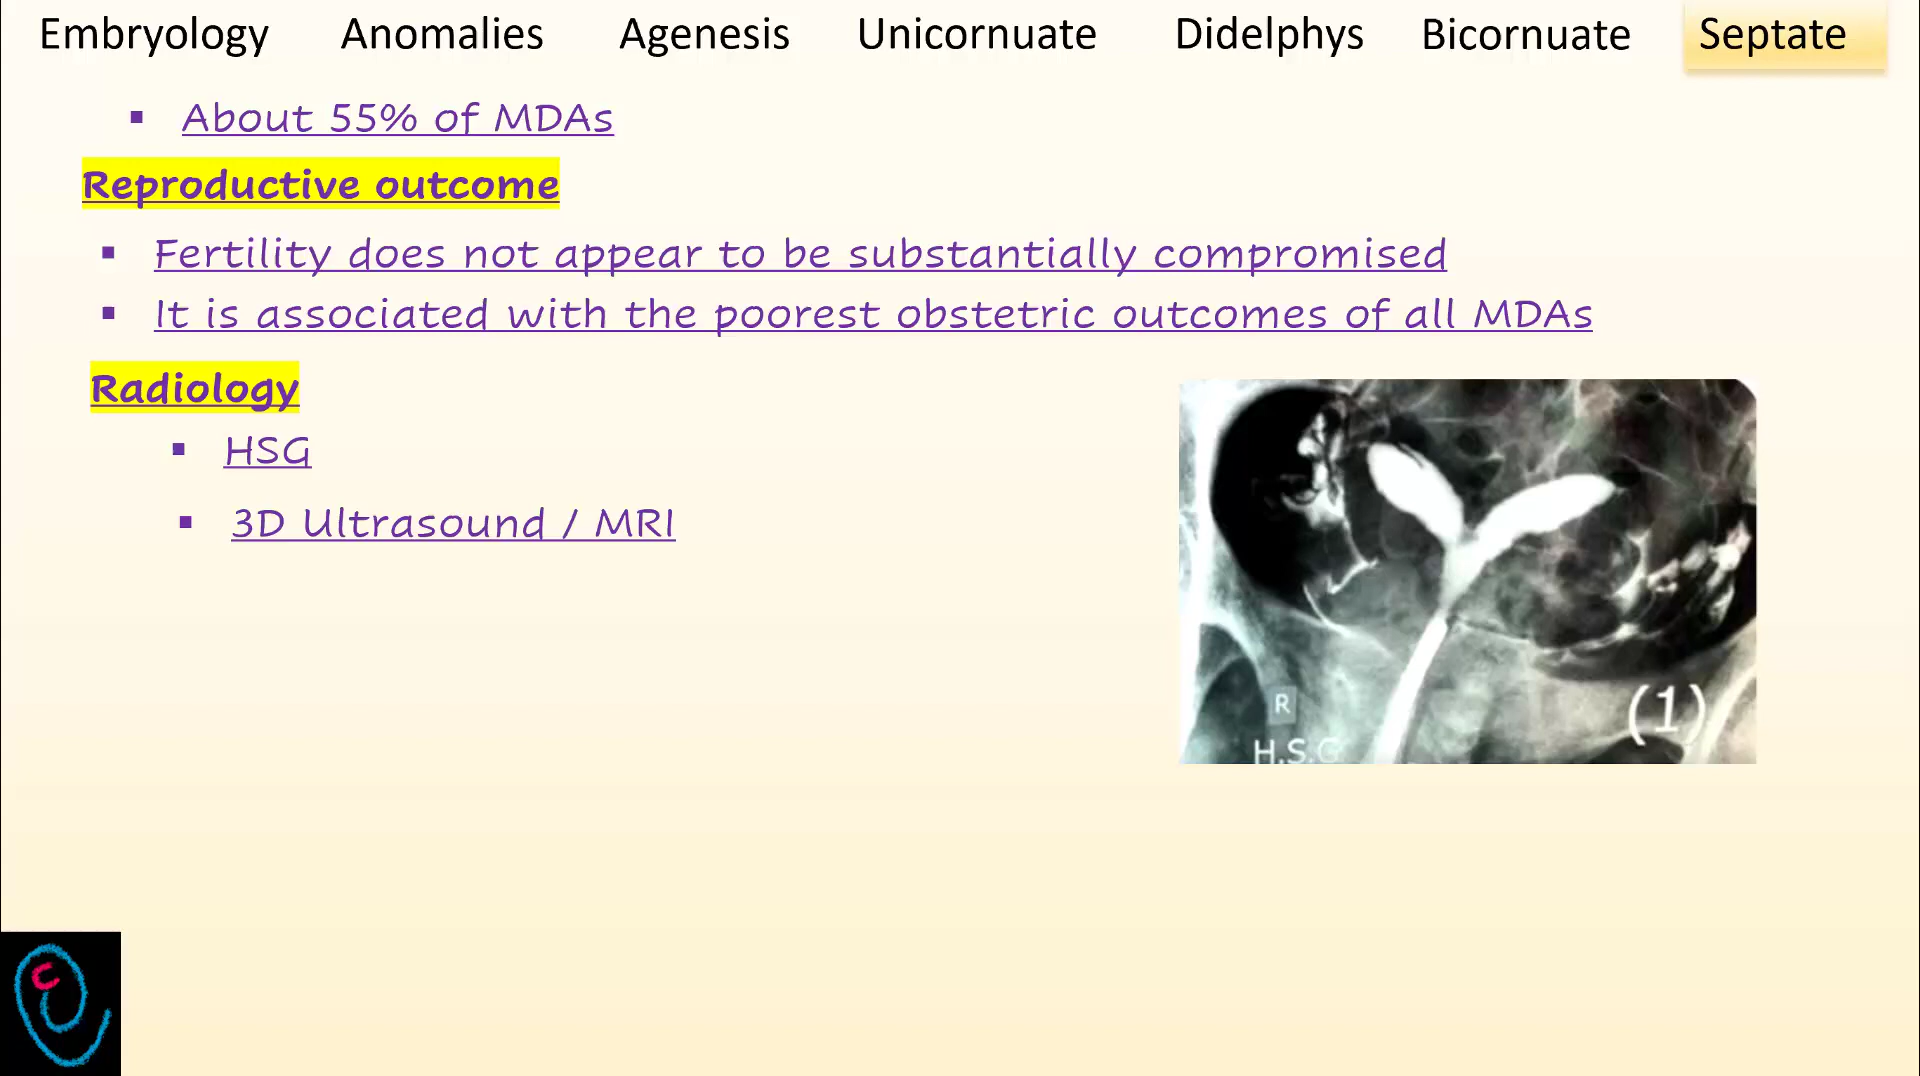 Embryology Anomalies Agenesis Unicornuate Didelphys Bicornuate Septate
About 55% of MDAs
Reproductive outcome
Fertility does not appear to be substantially compromised
It is associated with the poorest obstetric outcomes of all MDAs
Radiology
HSG
3D Ultrasound / MRI
R
(1)
H.S.G